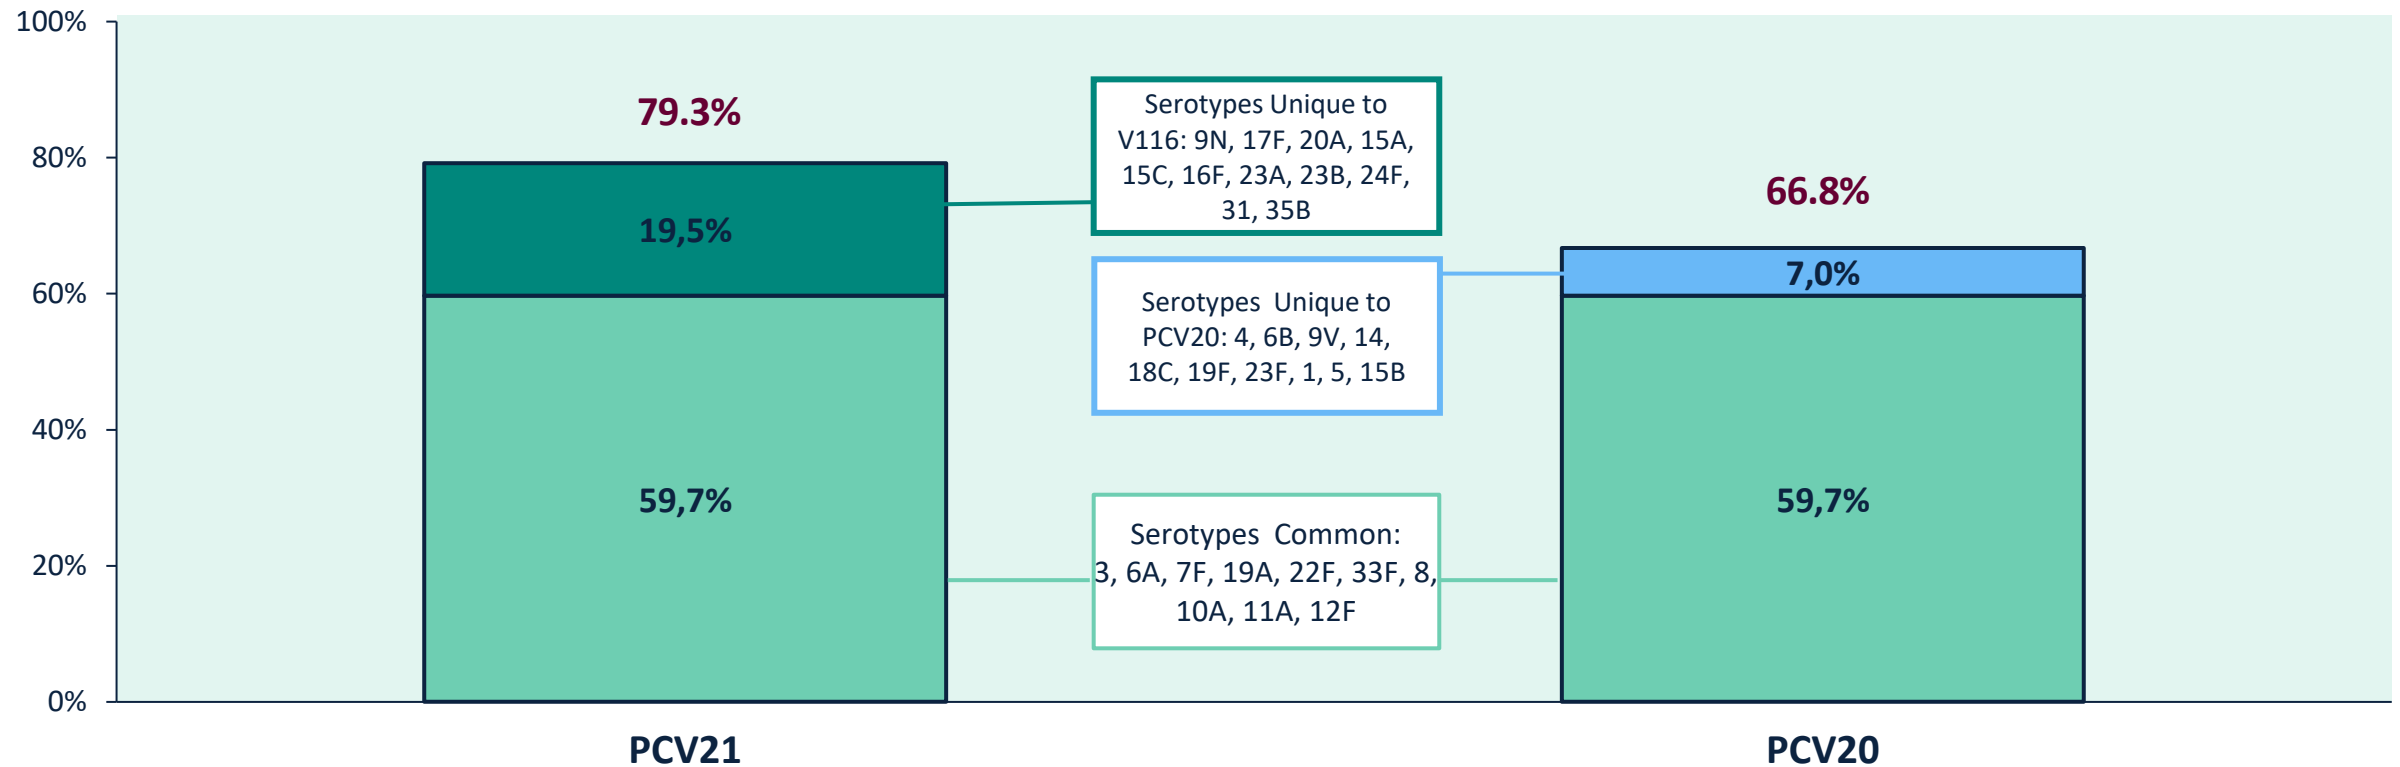 100%
80%
60%
40%
20%
0%
79.3%
19,5%
59,7%
Serotypes Unique to
V116: 9N, 17F, 20A, 15A,
15C, 16F, 23A, 23B, 24F,
31, 35B
Serotypes Unique to
PCV20: 4, 6B, 9V, 14,
18C, 19F, 23F, 1, 5, 15B
Serotypes Common:
3, 6A, 7F, 19A, 22F, 33F, 8,
10A, 11A, 12F
66.8%
7,0%
59,7%
PCV21
PCV20